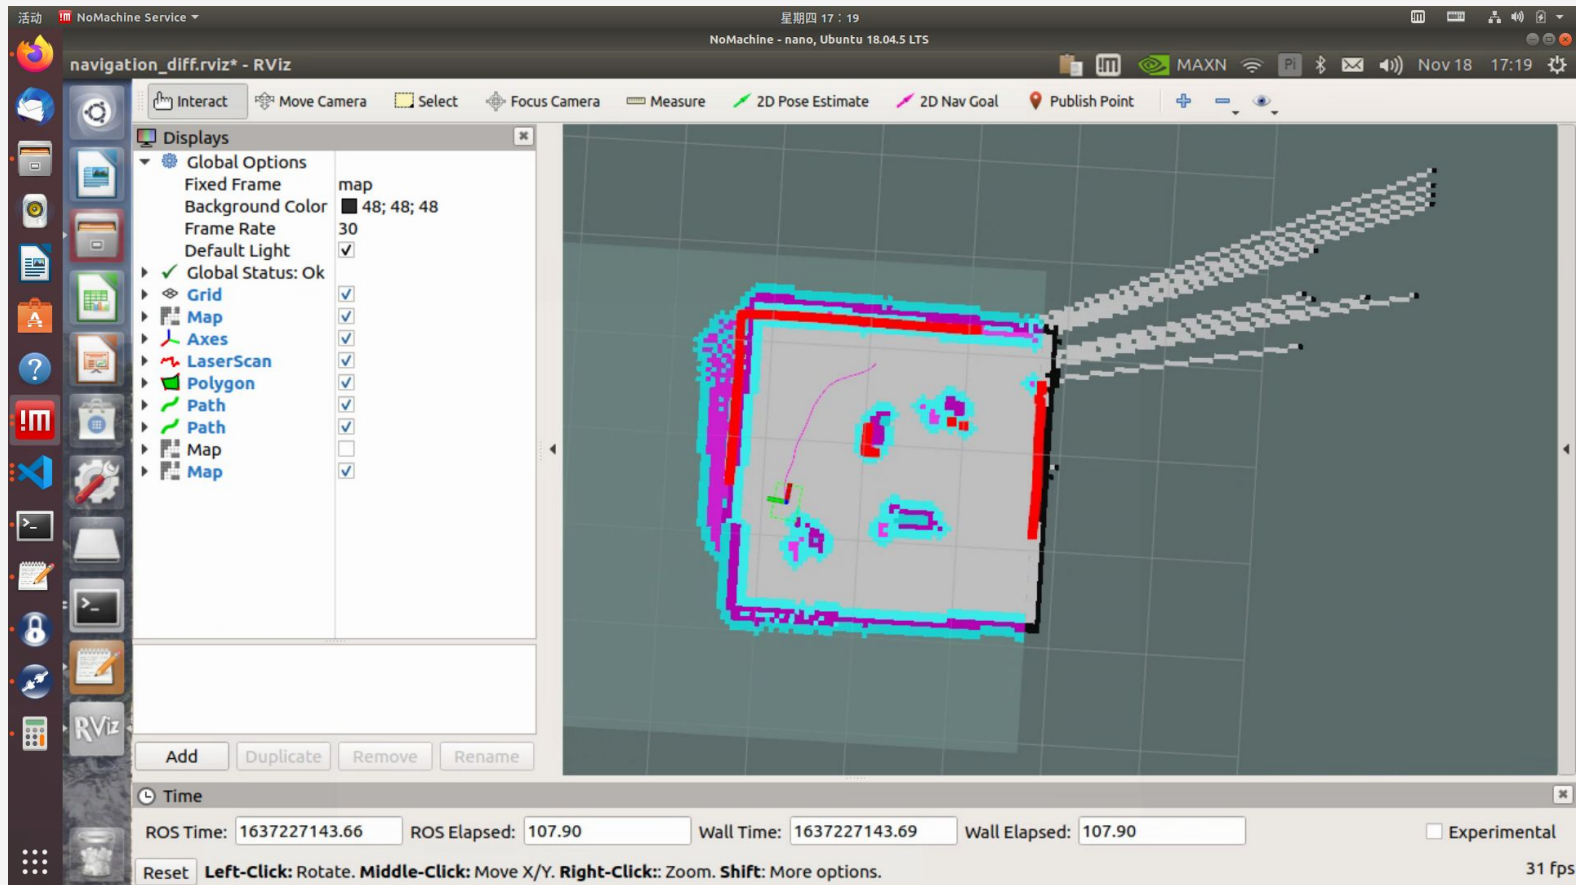 活动 NoMachine Service 星期四 17：19
NoMachine - nano, Ubuntu 18.04.5 LTS
navigation_diff.rviz* - RViz MAXN Pi Nov 18 17:19
Interact Move Camera Select Focus Camera Measure 2D Pose Estimate 2D Nav Goal Publish Point
Displays
Global Options
Fixed Frame map
Background Color 48; 48; 48
Frame Rate 30
Default Light
Global Status: Ok
Grid
Map
Axes
LaserScan
Polygon
Path
Path
Map
Map
!M
RViz
Add Duplicate Remove Rename
Time
ROS Time: 1637227143.66 ROS Elapsed: 107.90 Wall Time: 1637227143.69 Wall Elapsed: 107.90 Experimental
Reset Left-Click: Rotate. Middle-Click: Move X/Y. Right-Click:: Zoom. Shift: More options. 31 fps